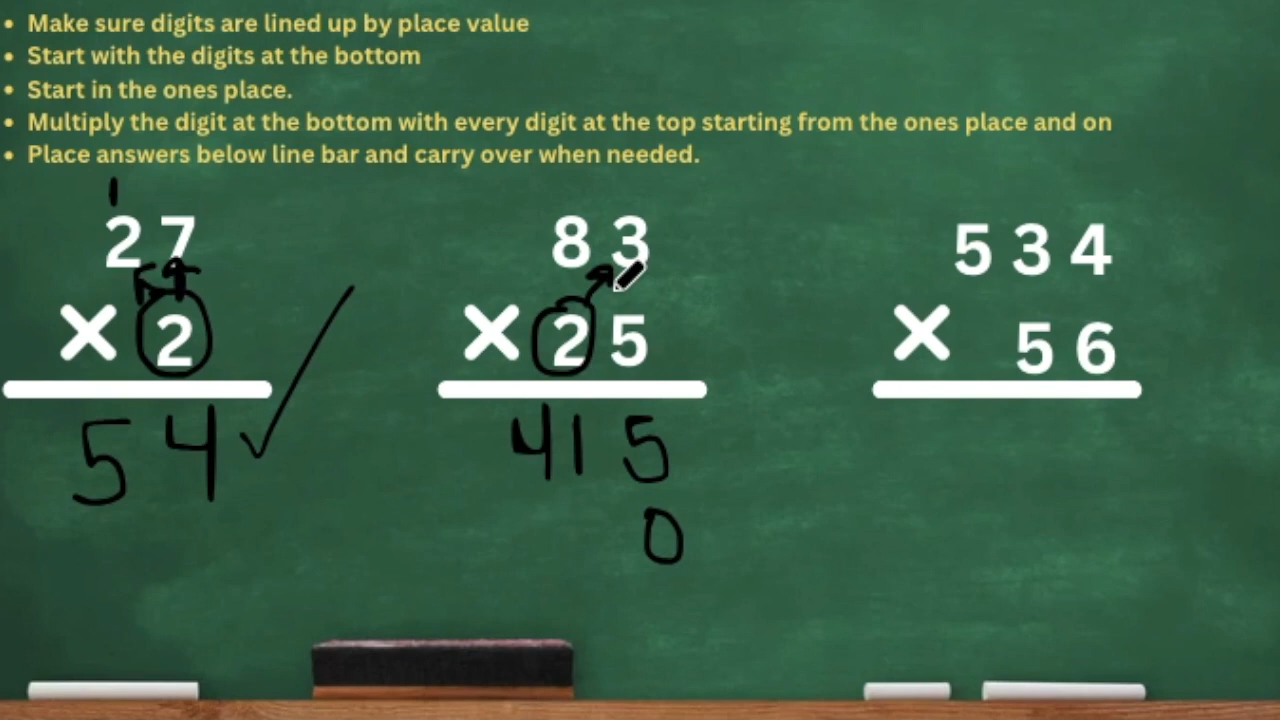 • Make sure digits are lined up by place value
• Start with the digits at the bottom
• Start in the ones place.
• Multiply the digit at the bottom with every digit at the top starting from the ones place and on
• Place answers below line bar and carry over when needed.
1
27
× 2
54
83
× 25
415
0
534
× 56